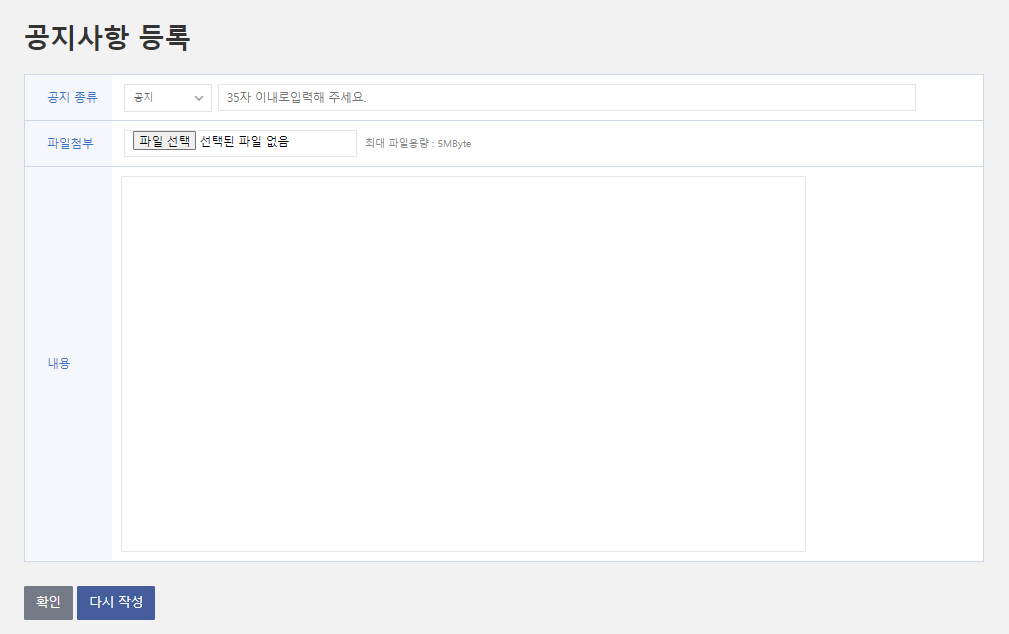 공지사항 등록
공지 종류 공지 35자 이내로입력해 주세요.
파일첨부 파일 선택 선택된 파일 없음 최대 파일용량 : 5MByte
내용
확인 다시 작성